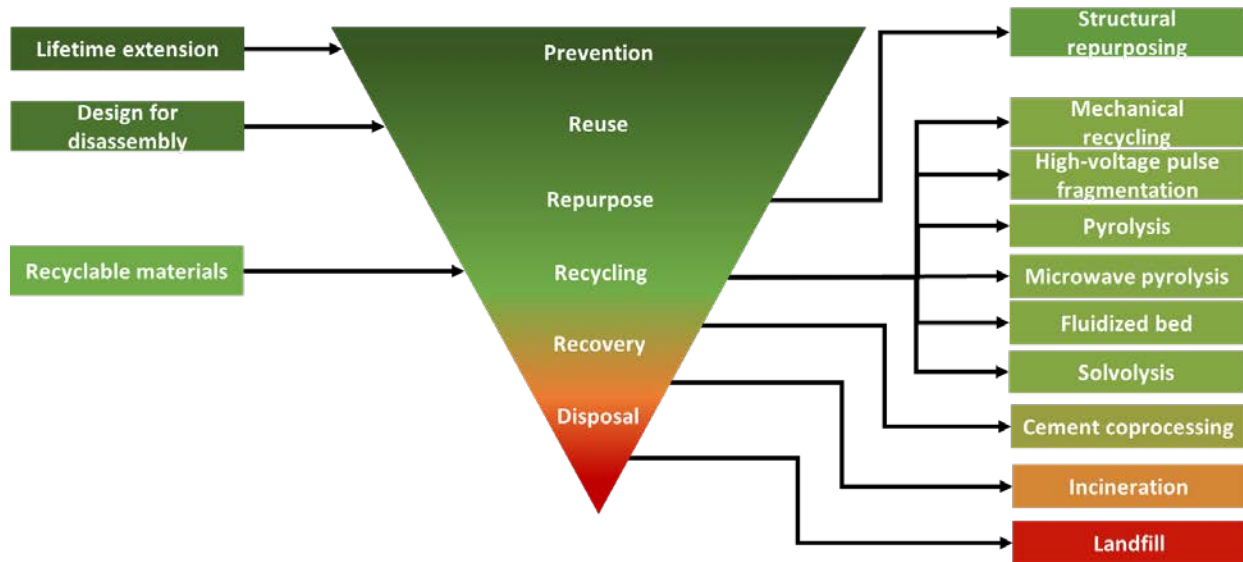 Lifetime extension
Design for
disassembly
Recyclable materials
Prevention
Reuse
Repurpose
Recycling
Recovery
Disposal
Structural
repurposing
Mechanical
recycling
High-voltage pulse
fragmentation
Pyrolysis
Microwave pyrolysis
Fluidized bed
Solvolysis
Cement coprocessing
Incineration
Landfill